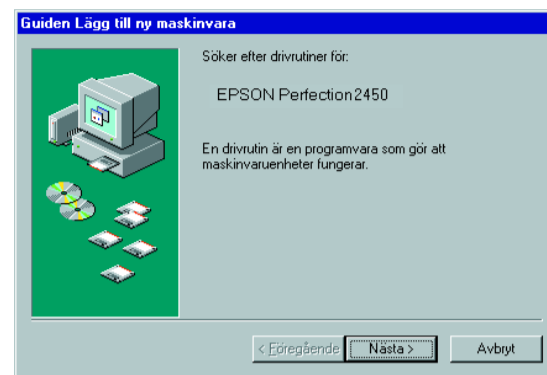 Guiden Lägg till ny maskinvara
Söker efter drivrutiner för:
EPSON Perfection2450
En drivrutin är en programvara som gör att
maskinvaruenheter fungerar.
< Föregående
Nästa >
Avbryt